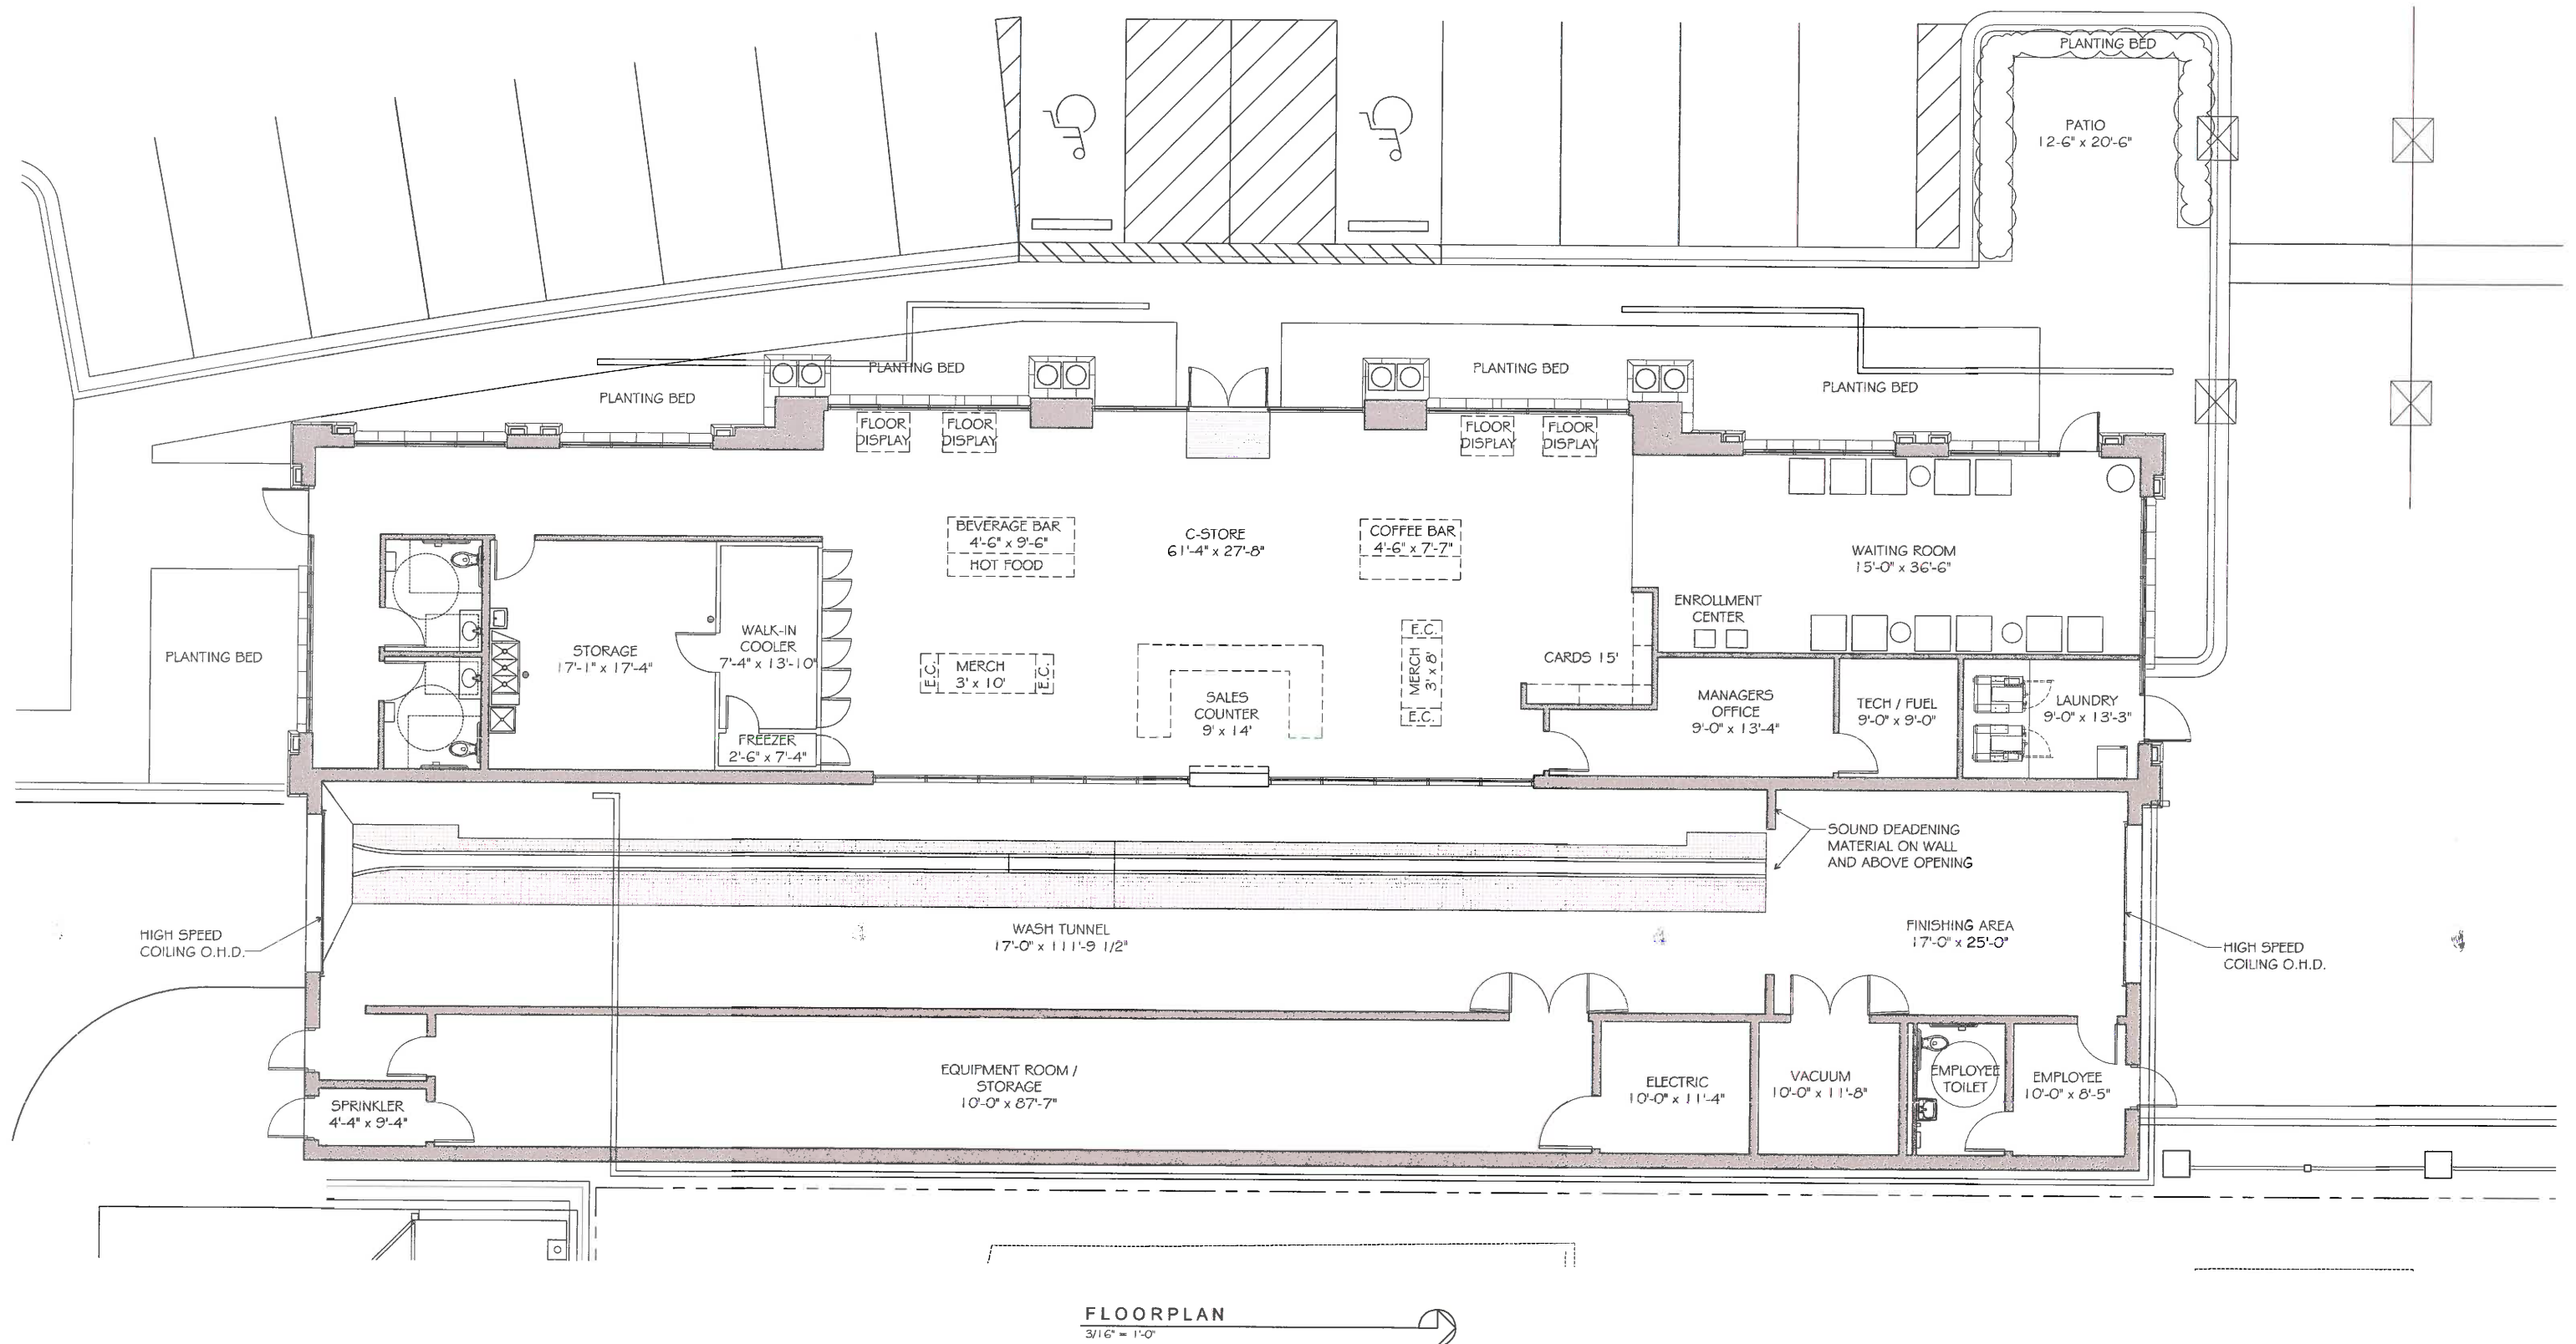 PLANTING BED
PATIO
12-6" x 20'-6"
PLANTING BED
PLANTING BED
PLANTING BED
PLANTING BED
FLOOR
DISPLAY
FLOOR
DISPLAY
FLOOR
DISPLAY
FLOOR
DISPLAY
BEVERAGE BAR
4'-6" x 9'-6"
HOT FOOD
C-STORE
61'-4" x 27'-8"
COFFEE BAR
4'-6" x 7'-7"
WAITING ROOM
15'-0" x 36'-6"
ENROLLMENT
CENTER
PLANTING BED
STORAGE
17'-1" x 17'-4"
WALK-IN
COOLER
7'-4" x 13'-10"
E.C.
MERCH
3' x 10'
E.C.
SALES
COUNTER
9' x 14'
E.C.
MERCH
3' x 8'
E.C.
CARDS 15'
MANAGERS
OFFICE
9'-0" x 13'-4"
TECH / FUEL
9'-0" x 9'-0"
LAUNDRY
9'-0" x 13'-3"
FREEZER
2'-6" x 7'-4"
SOUND DEADENING
MATERIAL ON WALL
AND ABOVE OPENING
HIGH SPEED
COILING O.H.D.
WASH TUNNEL
17'-0" x 111'-9 1/2"
FINISHING AREA
17'-0" x 25'-0"
HIGH SPEED
COILING O.H.D.
EQUIPMENT ROOM /
STORAGE
10'-0" x 87'-7"
SPRINKLER
4'-4" x 9'-4"
ELECTRIC
10'-0" x 11'-4"
VACUUM
10'-0" x 11'-8"
EMPLOYEE
TOILET
EMPLOYEE
10'-0" x 8'-5"
FLOORPLAN
3/16" = 1'-0"